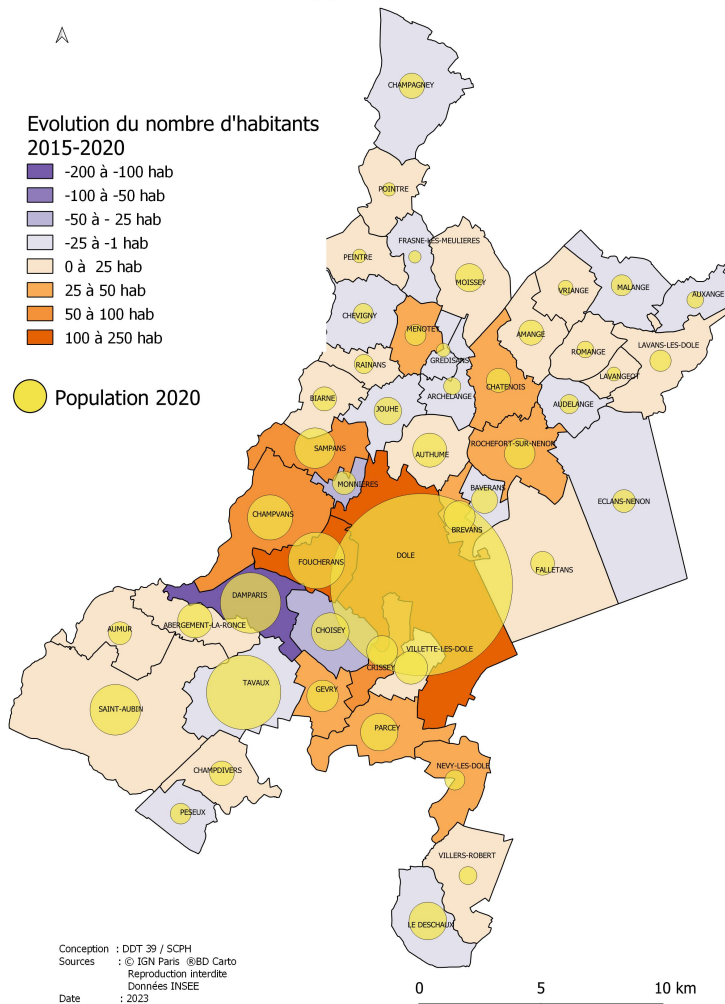 CHAMPAGNEY
Evolution du nombre d'habitants
2015-2020
-200 à -100 hab
-100 à -50 hab
-50 à - 25 hab
-25 à -1 hab
0 à 25 hab
25 à 50 hab
50 à 100 hab
100 à 250 hab
Population 2020
POINTRE
FRASNE-LES-MEULIERES
PEINTRE
MOISSEY
VRIANGE
MALANGE
AUXANGE
CHEVIGNY
MENOTEY
AMANGE
GREDISANS
ROMANGE
LAVANS-LES-DOLE
RAINANS
LAVANGEOT
CHATENOIS
ARCHELANGE
BIARNE
JOUHE
AUDELANGE
ROCHEFORT-SUR-NENON
SAMPANS
AUTHUME
MONNIERES
BAVERANS
ECLANS-NENON
CHAMPVANS
BREVANS
DOLE
FOUCHERANS
FALLETANS
DAMPARIS
ABERGEMENT-LA-RONCE
AUMUR
CHOISEY
VILLETTE-LES-DOLE
CRISSEY
TAVAUX
GEVRY
SAINT-AUBIN
PARCEY
NEVY-LES-DOLE
CHAMPDIVERS
PESEUX
VILLERS-ROBERT
LE DESCHAUX
Conception : DDT 39 / SCPH
Sources : © IGN Paris ®BD Carto
Reproduction interdite
Données INSEE
Date : 2023
0 5 10 km